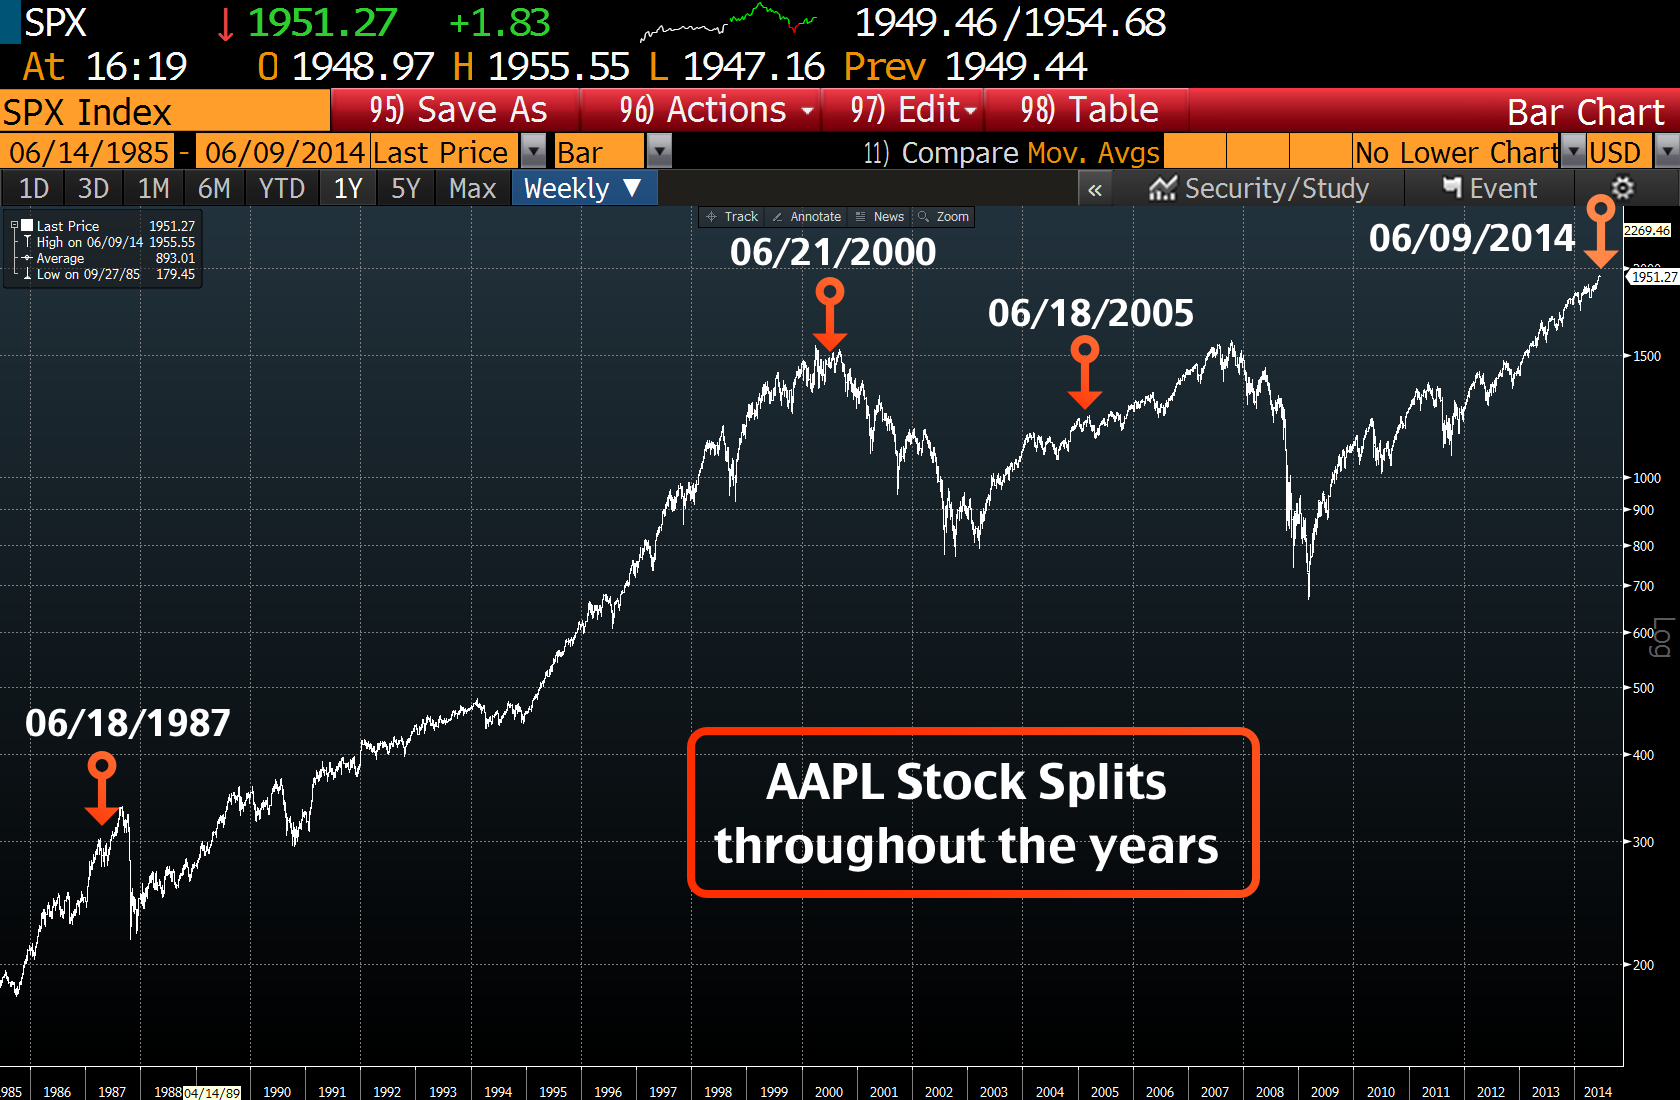 SPX ↓ 1951.27 +1.83 1949.46/1954.68
At 16:19 O 1948.97 H 1955.55 L 1947.16 Prev 1949.44
SPX Index 95) Save As 96) Actions 97) Edit 98) Table Bar Chart
06/14/1985 - 06/09/2014 Last Price Bar 11) Compare Mov. Avgs No Lower Chart USD
1D 3D 1M 6M YTD 1Y 5Y Max Weekly ▼ « Security/Study Event
Track Annotate News Zoom
Last Price 1951.27
High on 06/09/14 1955.55
Average 893.01
Low on 09/27/85 179.45
06/21/2000
06/09/2014
06/18/2005
06/18/1987
AAPL Stock Splits
throughout the years
2269.46
2000
1951.27
1500
1000
900
800
700
600
Log
500
400
300
200
985 1986 1987 1988 04/14/89 1990 1991 1992 1993 1994 1995 1996 1997 1998 1999 2000 2001 2002 2003 2004 2005 2006 2007 2008 2009 2010 2011 2012 2013 2014